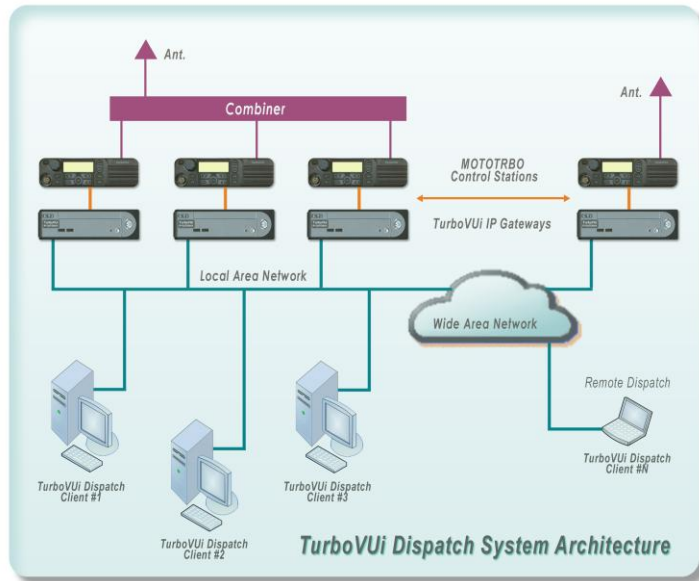 Ant.
Combiner
Ant.
MOTOTRBO
Control Stations
TurboVUi IP Gateways
Local Area Network
Wide Area Network
Remote Dispatch
TurboVUi Dispatch
Client #1
TurboVUi Dispatch
Client #2
TurboVUi Dispatch
Client #3
TurboVUi Dispatch
Client #N
TurboVUi Dispatch System Architecture